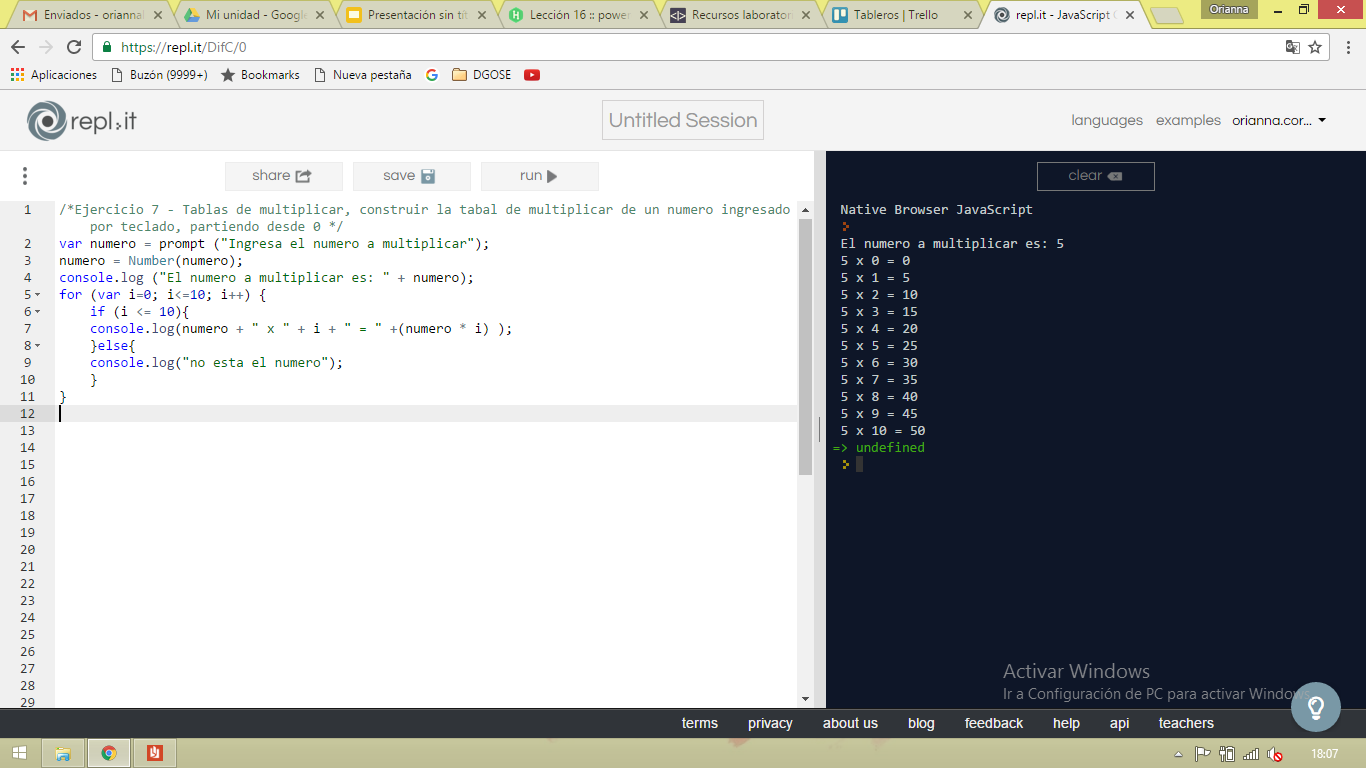 Enviados - orianna
Mi unidad - Google
Presentación sin tít
Lección 16 :: power
Recursos laboratori
Tableros | Trello
repl.it - JavaScript C
Orianna
https://repl.it/DifC/0
Aplicaciones
Buzón (9999+)
Bookmarks
Nueva pestaña
DGOSE
repl.it
Untitled Session
languages
examples
orianna.cor...
share
save
run
clear
1 /*Ejercicio 7 - Tablas de multiplicar, construir la tabal de multiplicar de un numero ingresado
por teclado, partiendo desde 0 */
2 var numero = prompt ("Ingresa el numero a multiplicar");
3 numero = Number(numero);
4 console.log ("El numero a multiplicar es: " + numero);
5 for (var i=0; i<=10; i++) {
6 if (i <= 10){
7 console.log(numero + " x " + i + " = " +(numero * i) );
8 }else{
9 console.log("no esta el numero");
10 }
11 }
12
13
14
15
16
17
18
19
20
21
22
23
24
25
26
27
28
29
Native Browser JavaScript
El numero a multiplicar es: 5
5 x 0 = 0
5 x 1 = 5
5 x 2 = 10
5 x 3 = 15
5 x 4 = 20
5 x 5 = 25
5 x 6 = 30
5 x 7 = 35
5 x 8 = 40
5 x 9 = 45
5 x 10 = 50
=> undefined
Activar Windows
Ir a Configuración de PC para activar Windows.
terms
privacy
about us
blog
feedback
help
api
teachers
18:07